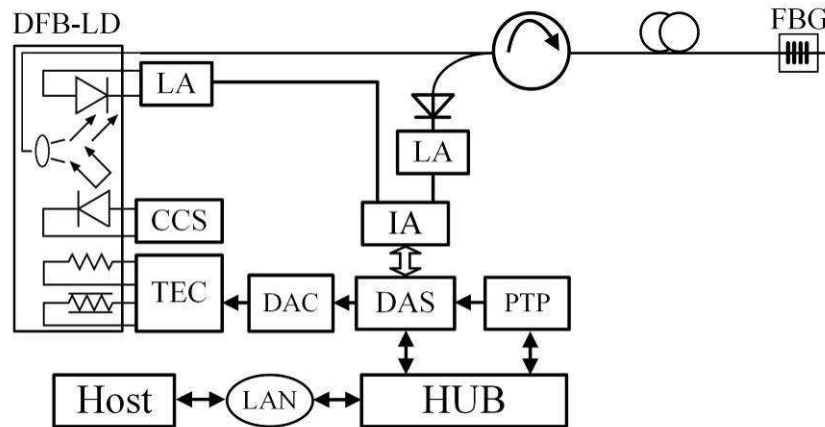 DFB-LD
FBG
LA
LA
CCS
IA
TEC
DAC
DAS
PTP
Host
LAN
HUB